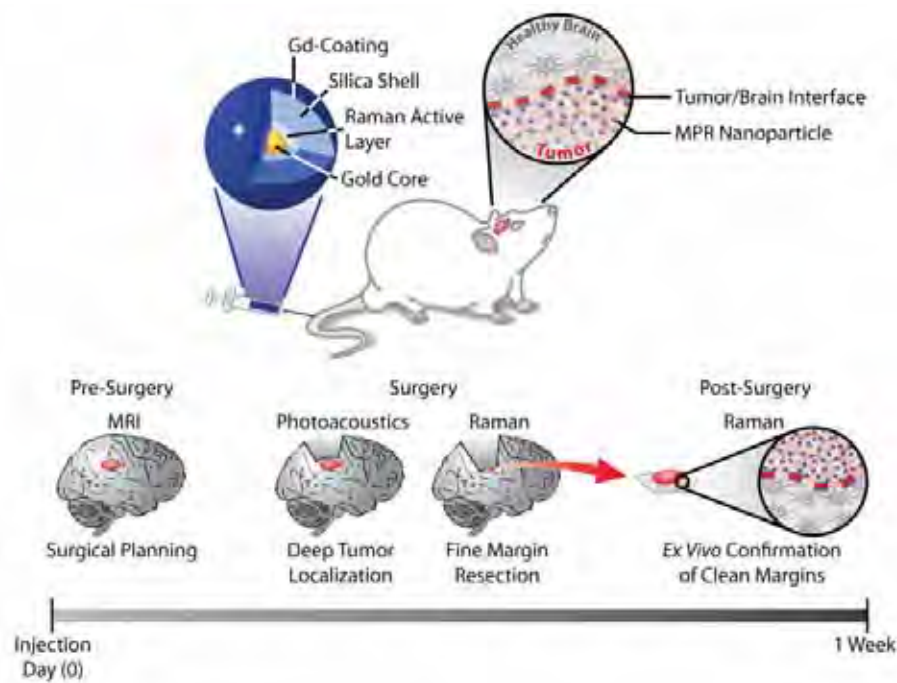 Gd-Coating
Silica Shell
Raman Active
Layer
Gold Core
Healthy Brain
Tumor
Tumor/Brain Interface
MPR Nanoparticle
Pre-Surgery
Surgery
Post-Surgery
MRI
Photoacoustics
Raman
Raman
Surgical Planning
Deep Tumor
Localization
Fine Margin
Resection
Ex Vivo Confirmation
of Clean Margins
Injection
Day (0)
1 Week